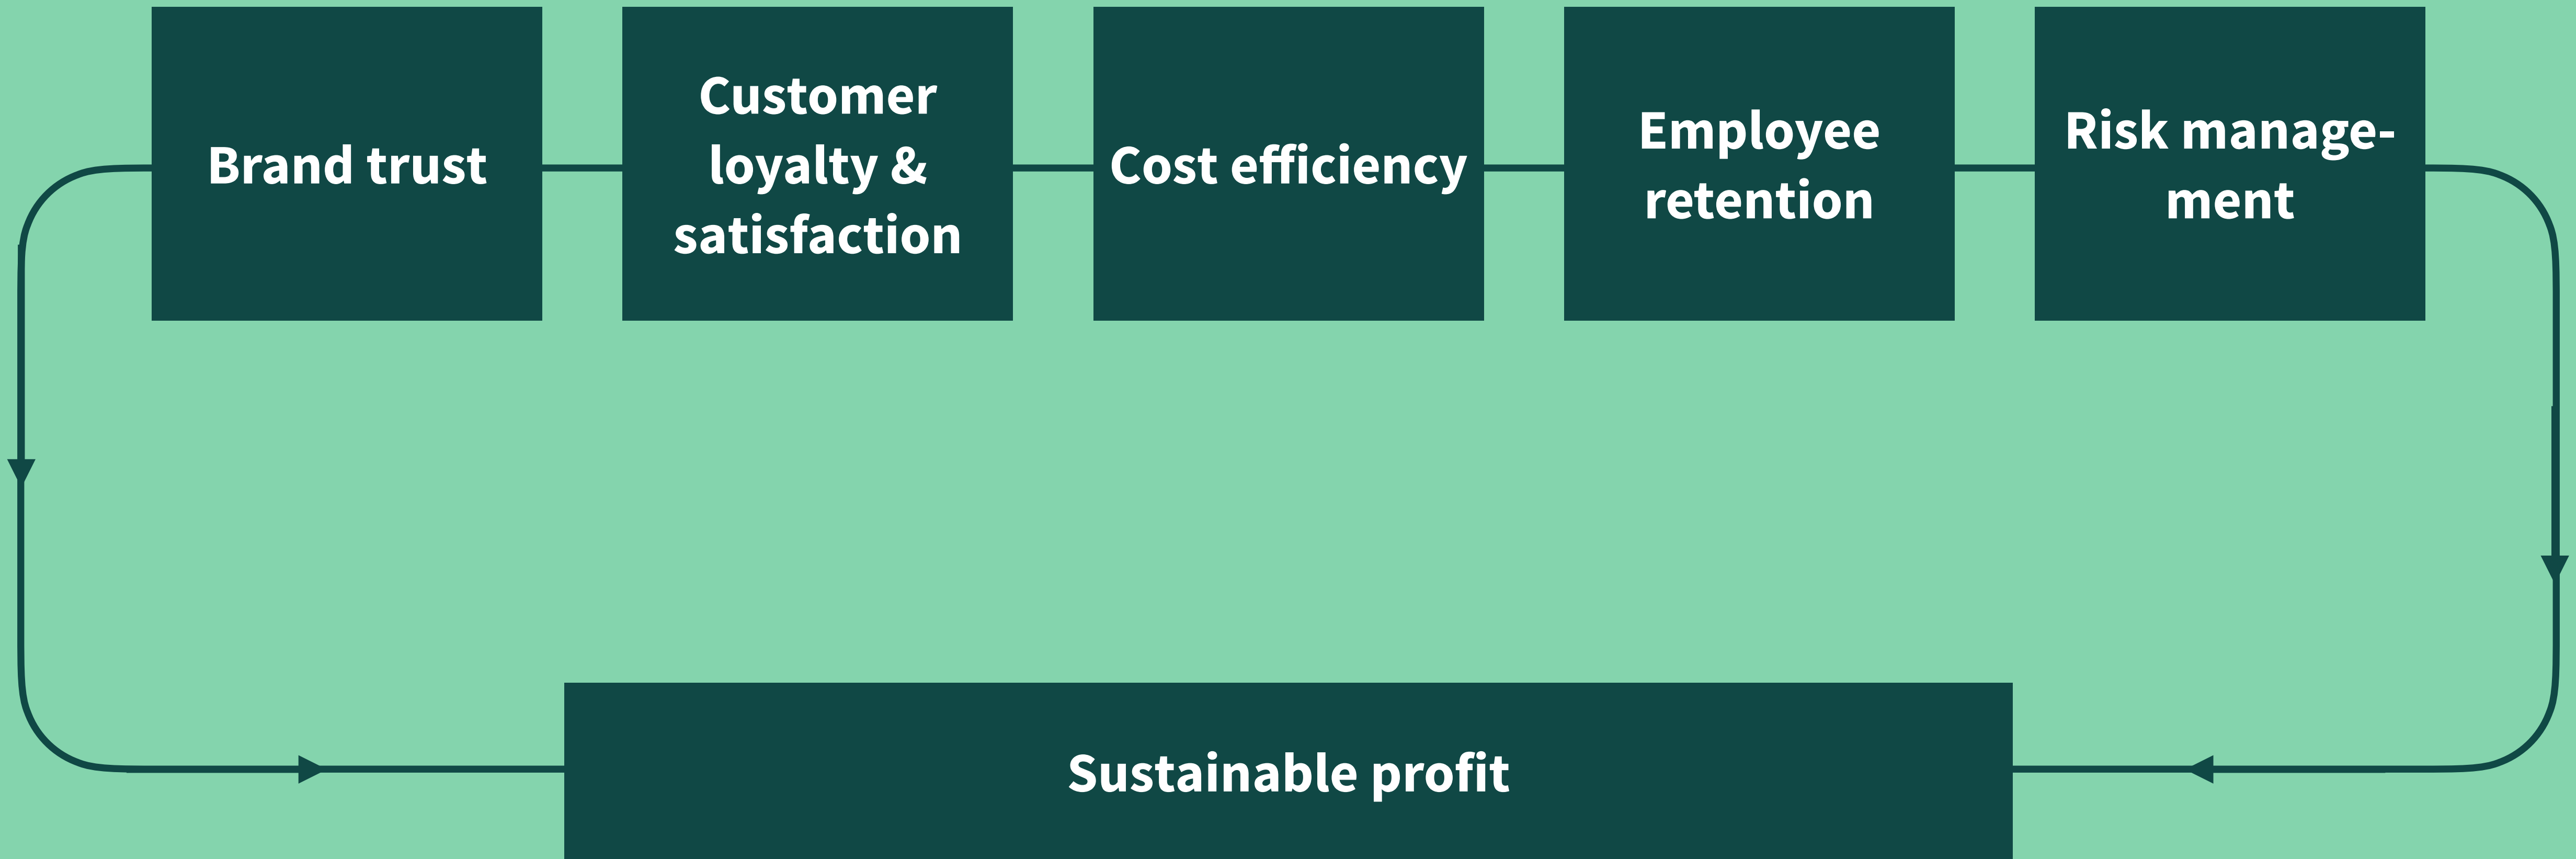 Brand trust
Customer
loyalty &
satisfaction
Cost efficiency
Employee
retention
Risk manage-
ment
Sustainable profit